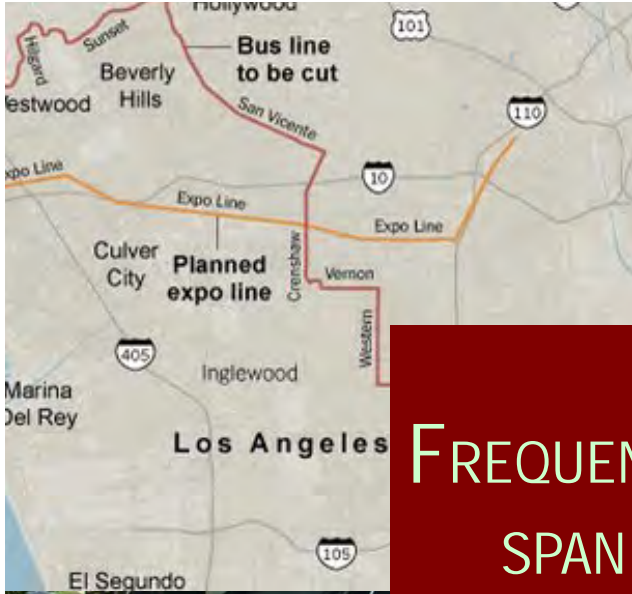 Hollywood
101
Sunset
Hilgard
Bus line
to be cut
Beverly
Hills
Westwood
San Vicente
110
10
Expo Line
Expo Line
Expo Line
Culver
City
Planned
expo line
Crenshaw
Vernon
Western
405
Inglewood
Marina
Del Rey
Los Angeles
FREQUEN
SPAN
105
El Segundo